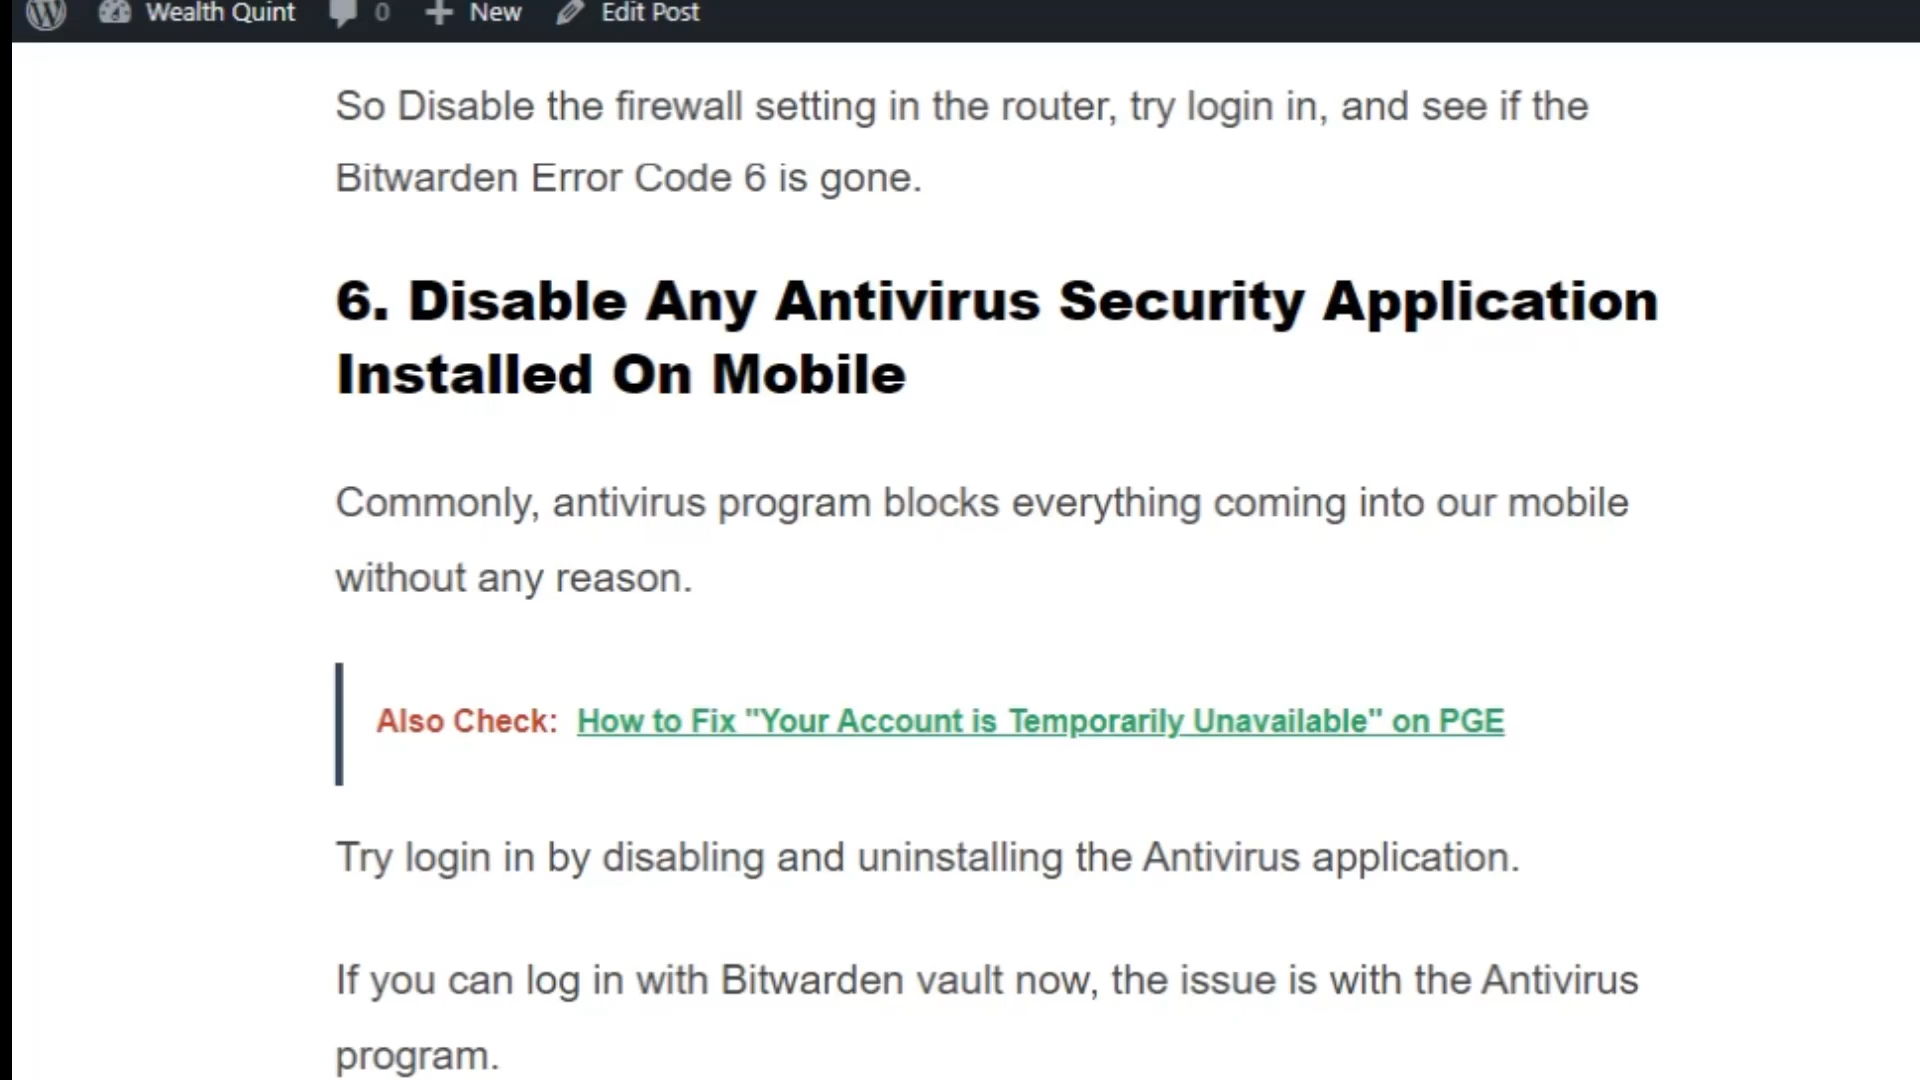 Wealth Quint 0 New Edit Post
So Disable the firewall setting in the router, try login in, and see if the
Bitwarden Error Code 6 is gone.
6. Disable Any Antivirus Security Application
Installed On Mobile
Commonly, antivirus program blocks everything coming into our mobile
without any reason.
Also Check: How to Fix "Your Account is Temporarily Unavailable" on PGE
Try login in by disabling and uninstalling the Antivirus application.
If you can log in with Bitwarden vault now, the issue is with the Antivirus
program.